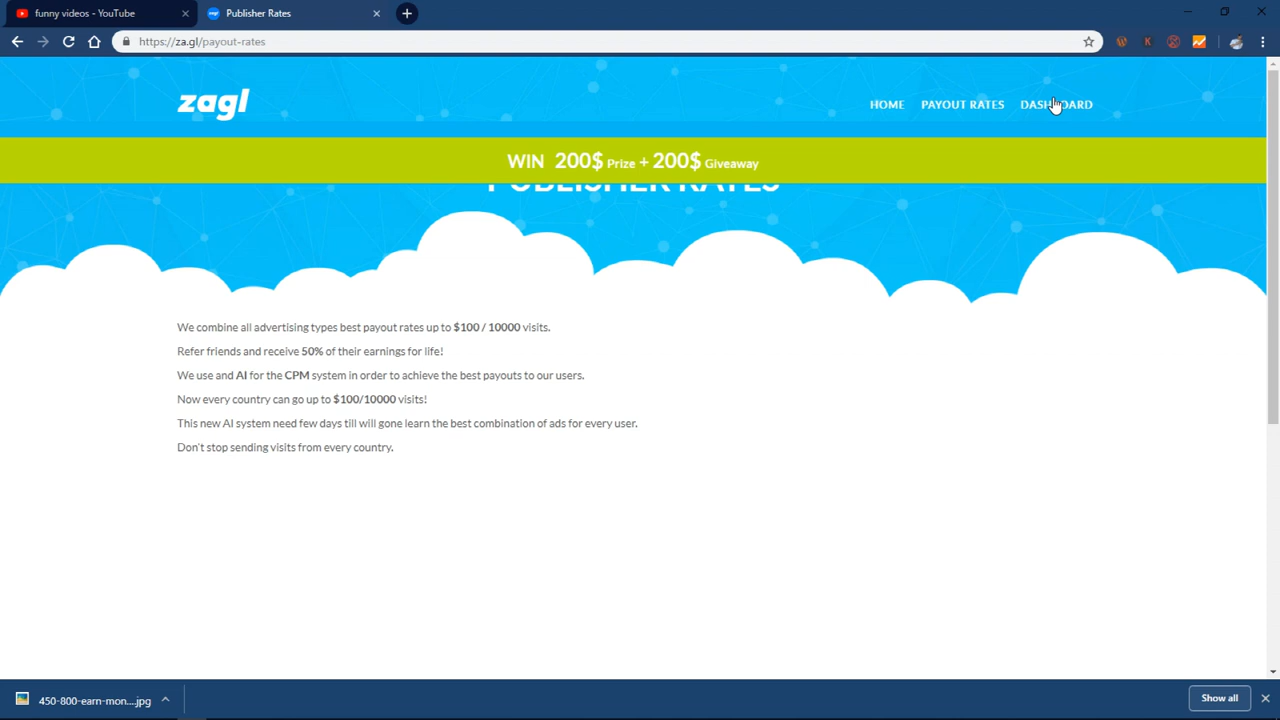 funny videos - YouTube
Publisher Rates
https://za.gl/payout-rates
zagl
HOME PAYOUT RATES DASHBOARD
WIN 200$ Prize + 200$ Giveaway
PUBLISHER RATES
We combine all advertising types best payout rates up to $100 / 10000 visits.
Refer friends and receive 50% of their earnings for life!
We use and AI for the CPM system in order to achieve the best payouts to our users.
Now every country can go up to $100/10000 visits!
This new AI system need few days till will gone learn the best combination of ads for every user.
Don't stop sending visits from every country.
450-800-earn-mon....jpg
Show all